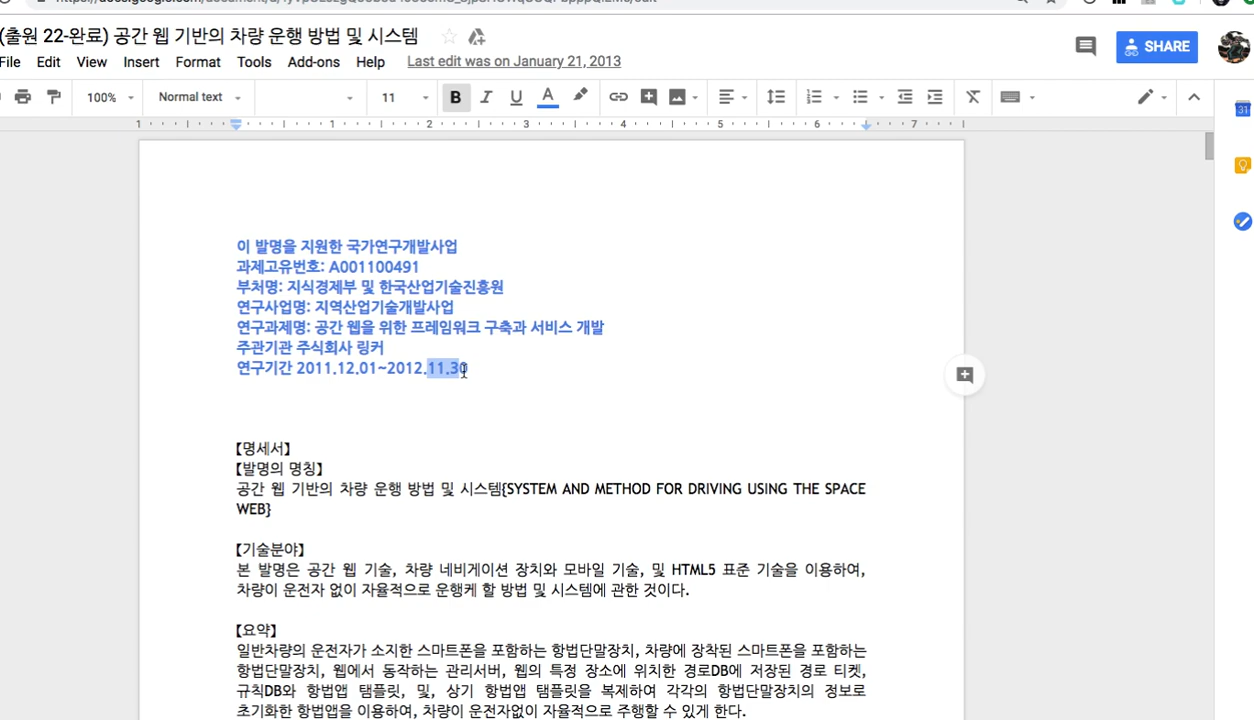 (출원 22-완료) 공간 웹 기반의 차량 운행 방법 및 시스템
File Edit View Insert Format Tools Add-ons Help Last edit was on January 21, 2013
SHARE
100% Normal text 11 B I U A
1 1 2 3 4 5 6 7
31
이 발명을 지원한 국가연구개발사업
과제고유번호: A001100491
부처명: 지식경제부 및 한국산업기술진흥원
연구사업명: 지역산업기술개발사업
연구과제명: 공간 웹을 위한 프레임워크 구축과 서비스 개발
주관기관 주식회사 링커
연구기간 2011.12.01~2012.11.30
【명세서】
【발명의 명칭】
공간 웹 기반의 차량 운행 방법 및 시스템{SYSTEM AND METHOD FOR DRIVING USING THE SPACE
WEB}
【기술분야】
본 발명은 공간 웹 기술, 차량 네비게이션 장치와 모바일 기술, 및 HTML5 표준 기술을 이용하여,
차량이 운전자 없이 자율적으로 운행케 할 방법 및 시스템에 관한 것이다.
【요약】
일반차량의 운전자가 소지한 스마트폰을 포함하는 항법단말장치, 차량에 장착된 스마트폰을 포함하는
항법단말장치, 웹에서 동작하는 관리서버, 웹의 특정 장소에 위치한 경로DB에 저장된 경로 티켓,
규칙DB와 항법앱 탬플릿, 및, 상기 항법앱 탬플릿을 복제하여 각각의 항법단말장치의 정보로
초기화한 항법앱을 이용하여, 차량이 운전자없이 자율적으로 주행할 수 있게 한다.